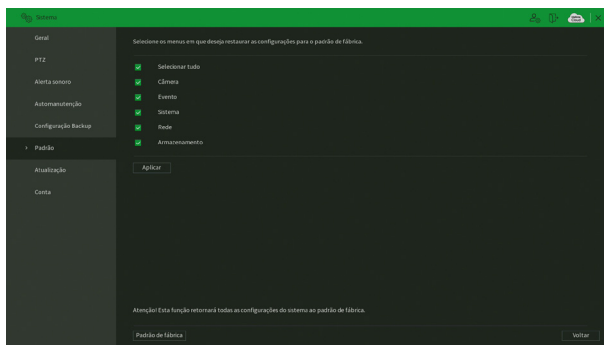 Sistema
Geral
PTZ
Alerta sonoro
Automanutenção
Configuração Backup
Padrão
Atualização
Conta
Selecione os menus em que deseja restaurar as configurações para o padrão de fábrica.
Selecionar tudo
Câmera
Evento
Sistema
Rede
Armazenamento
Aplicar
Atenção! Esta função retornará todas as configurações do sistema ao padrão de fábrica.
Padrão de fábrica
Voltar